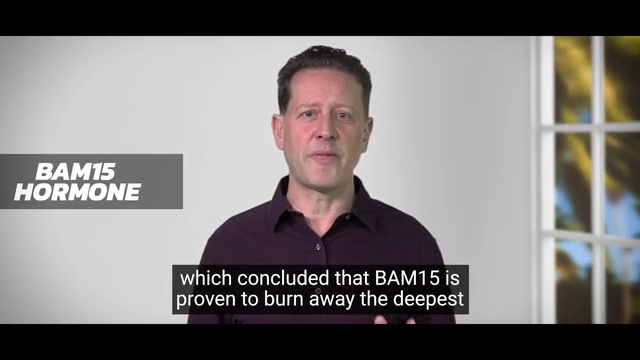 BAM15
HORMONE
which concluded that BAM15 is
proven to burn away the deepest